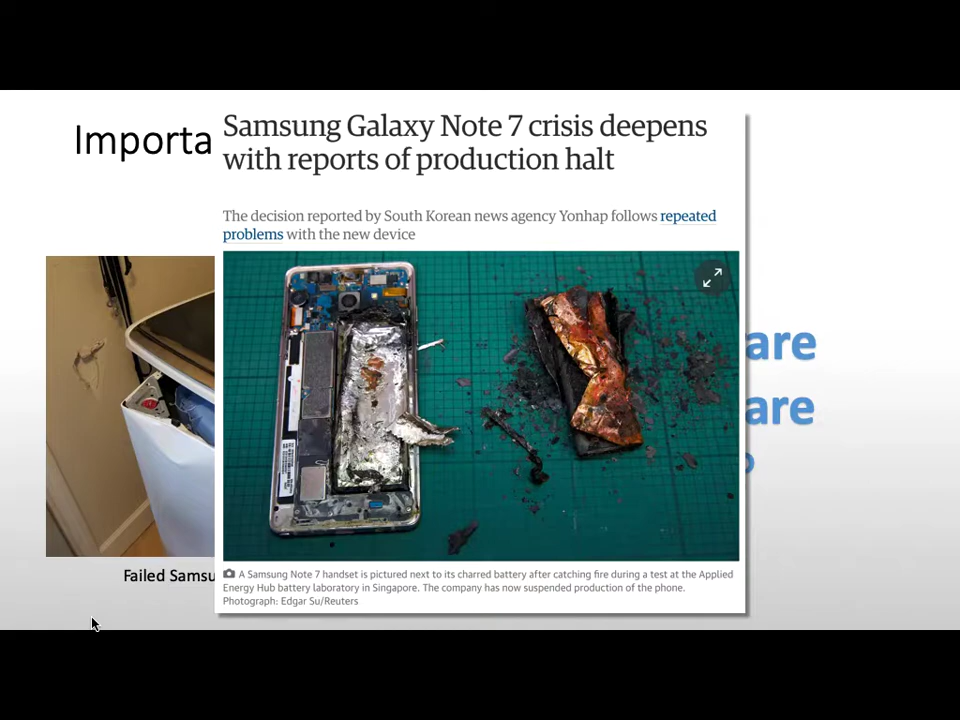 Importa
Samsung Galaxy Note 7 crisis deepens
with reports of production halt
The decision reported by South Korean news agency Yonhap follows repeated
problems with the new device
are
are
Failed Samsu
A Samsung Note 7 handset is pictured next to its charred battery after catching fire during a test at the Applied
Energy Hub battery laboratory in Singapore. The company has now suspended production of the phone.
Photograph: Edgar Su/Reuters